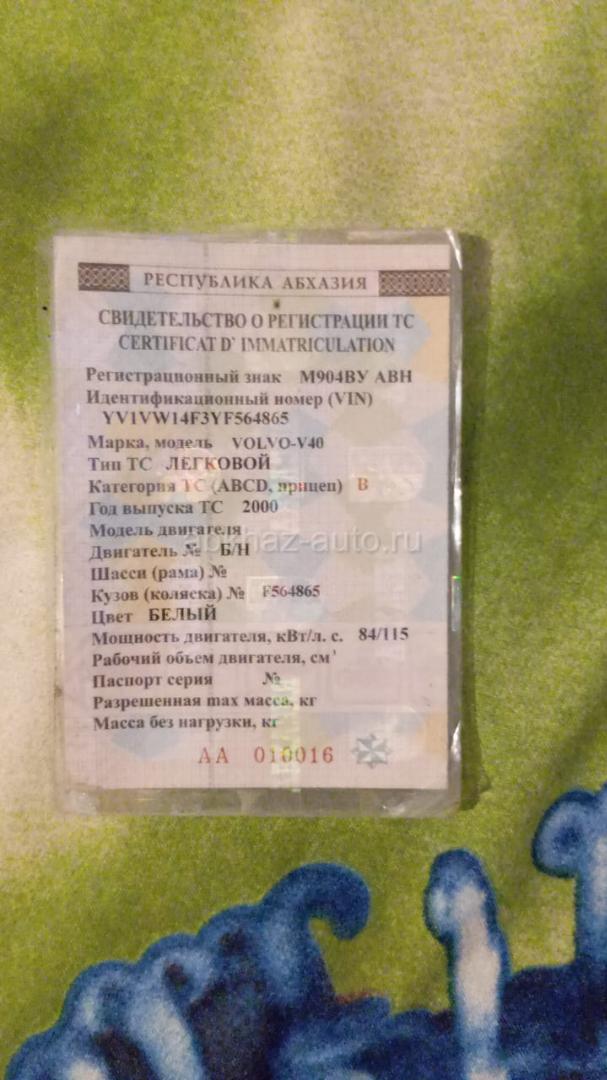 РЕСПУБЛИКА АБХАЗИЯ
СВИДЕТЕЛЬСТВО О РЕГИСТРАЦИИ ТС
CERTIFICAT D` IMMATRICULATION
Регистрационный знак М904ВУ АВН
Идентификационный номер (VIN)
YV1VW14F3YF564865
Марка, модель VOLVO-V40
Тип ТС ЛЕГКОВОЙ
Категория ТС (ABCD, прицеп) В
Год выпуска ТС 2000
Модель двигателя
abkhaz-auto.ru
Двигатель № Б/Н
Шасси (рама) №
Кузов (коляска) № F564865
Цвет БЕЛЫЙ
Мощность двигателя, кВт/л. с. 84/115
Рабочий объем двигателя, см³
Паспорт серия №
Разрешенная max масса, кг
Масса без нагрузки, кг
АА 010016